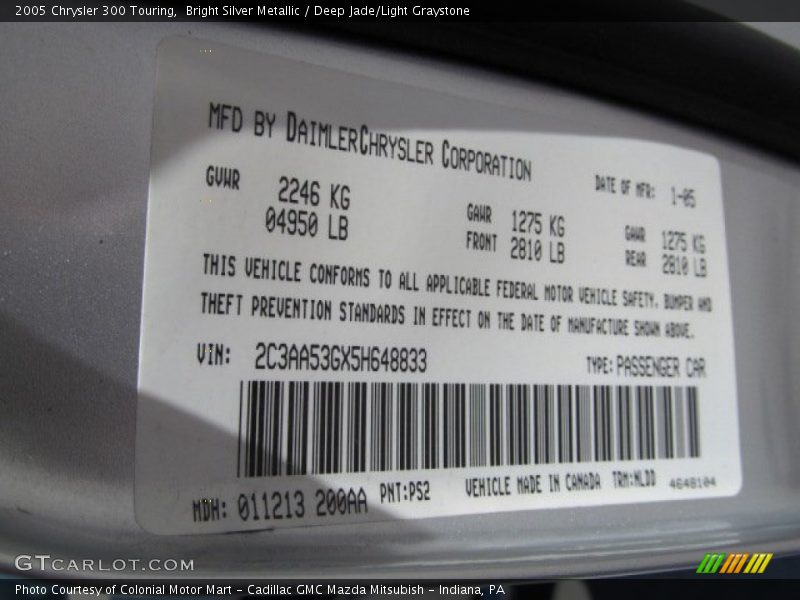 2005 Chrysler 300 Touring,  Bright Silver Metallic / Deep Jade/Light Graystone
MFD BY DAIMLERCHRYSLER CORPORATION
DATE OF MFR: 1-05
GVWR 2246 KG
04950 LB
GAWR FRONT 1275 KG
2810 LB
GAWR REAR 1275 KG
2810 LB
THIS VEHICLE CONFORMS TO ALL APPLICABLE FEDERAL MOTOR VEHICLE SAFETY, BUMPER AND
THEFT PREVENTION STANDARDS IN EFFECT ON THE DATE OF MANUFACTURE SHOWN ABOVE.
VIN: 2C3AA53GX5H648833
TYPE: PASSENGER CAR
MDH: 011213 200AA PNT:PS2 VEHICLE MADE IN CANADA TRM:NLDD 4648104
GTCARLOT.COM
Photo Courtesy of Colonial Motor Mart - Cadillac GMC Mazda Mitsubish - Indiana, PA